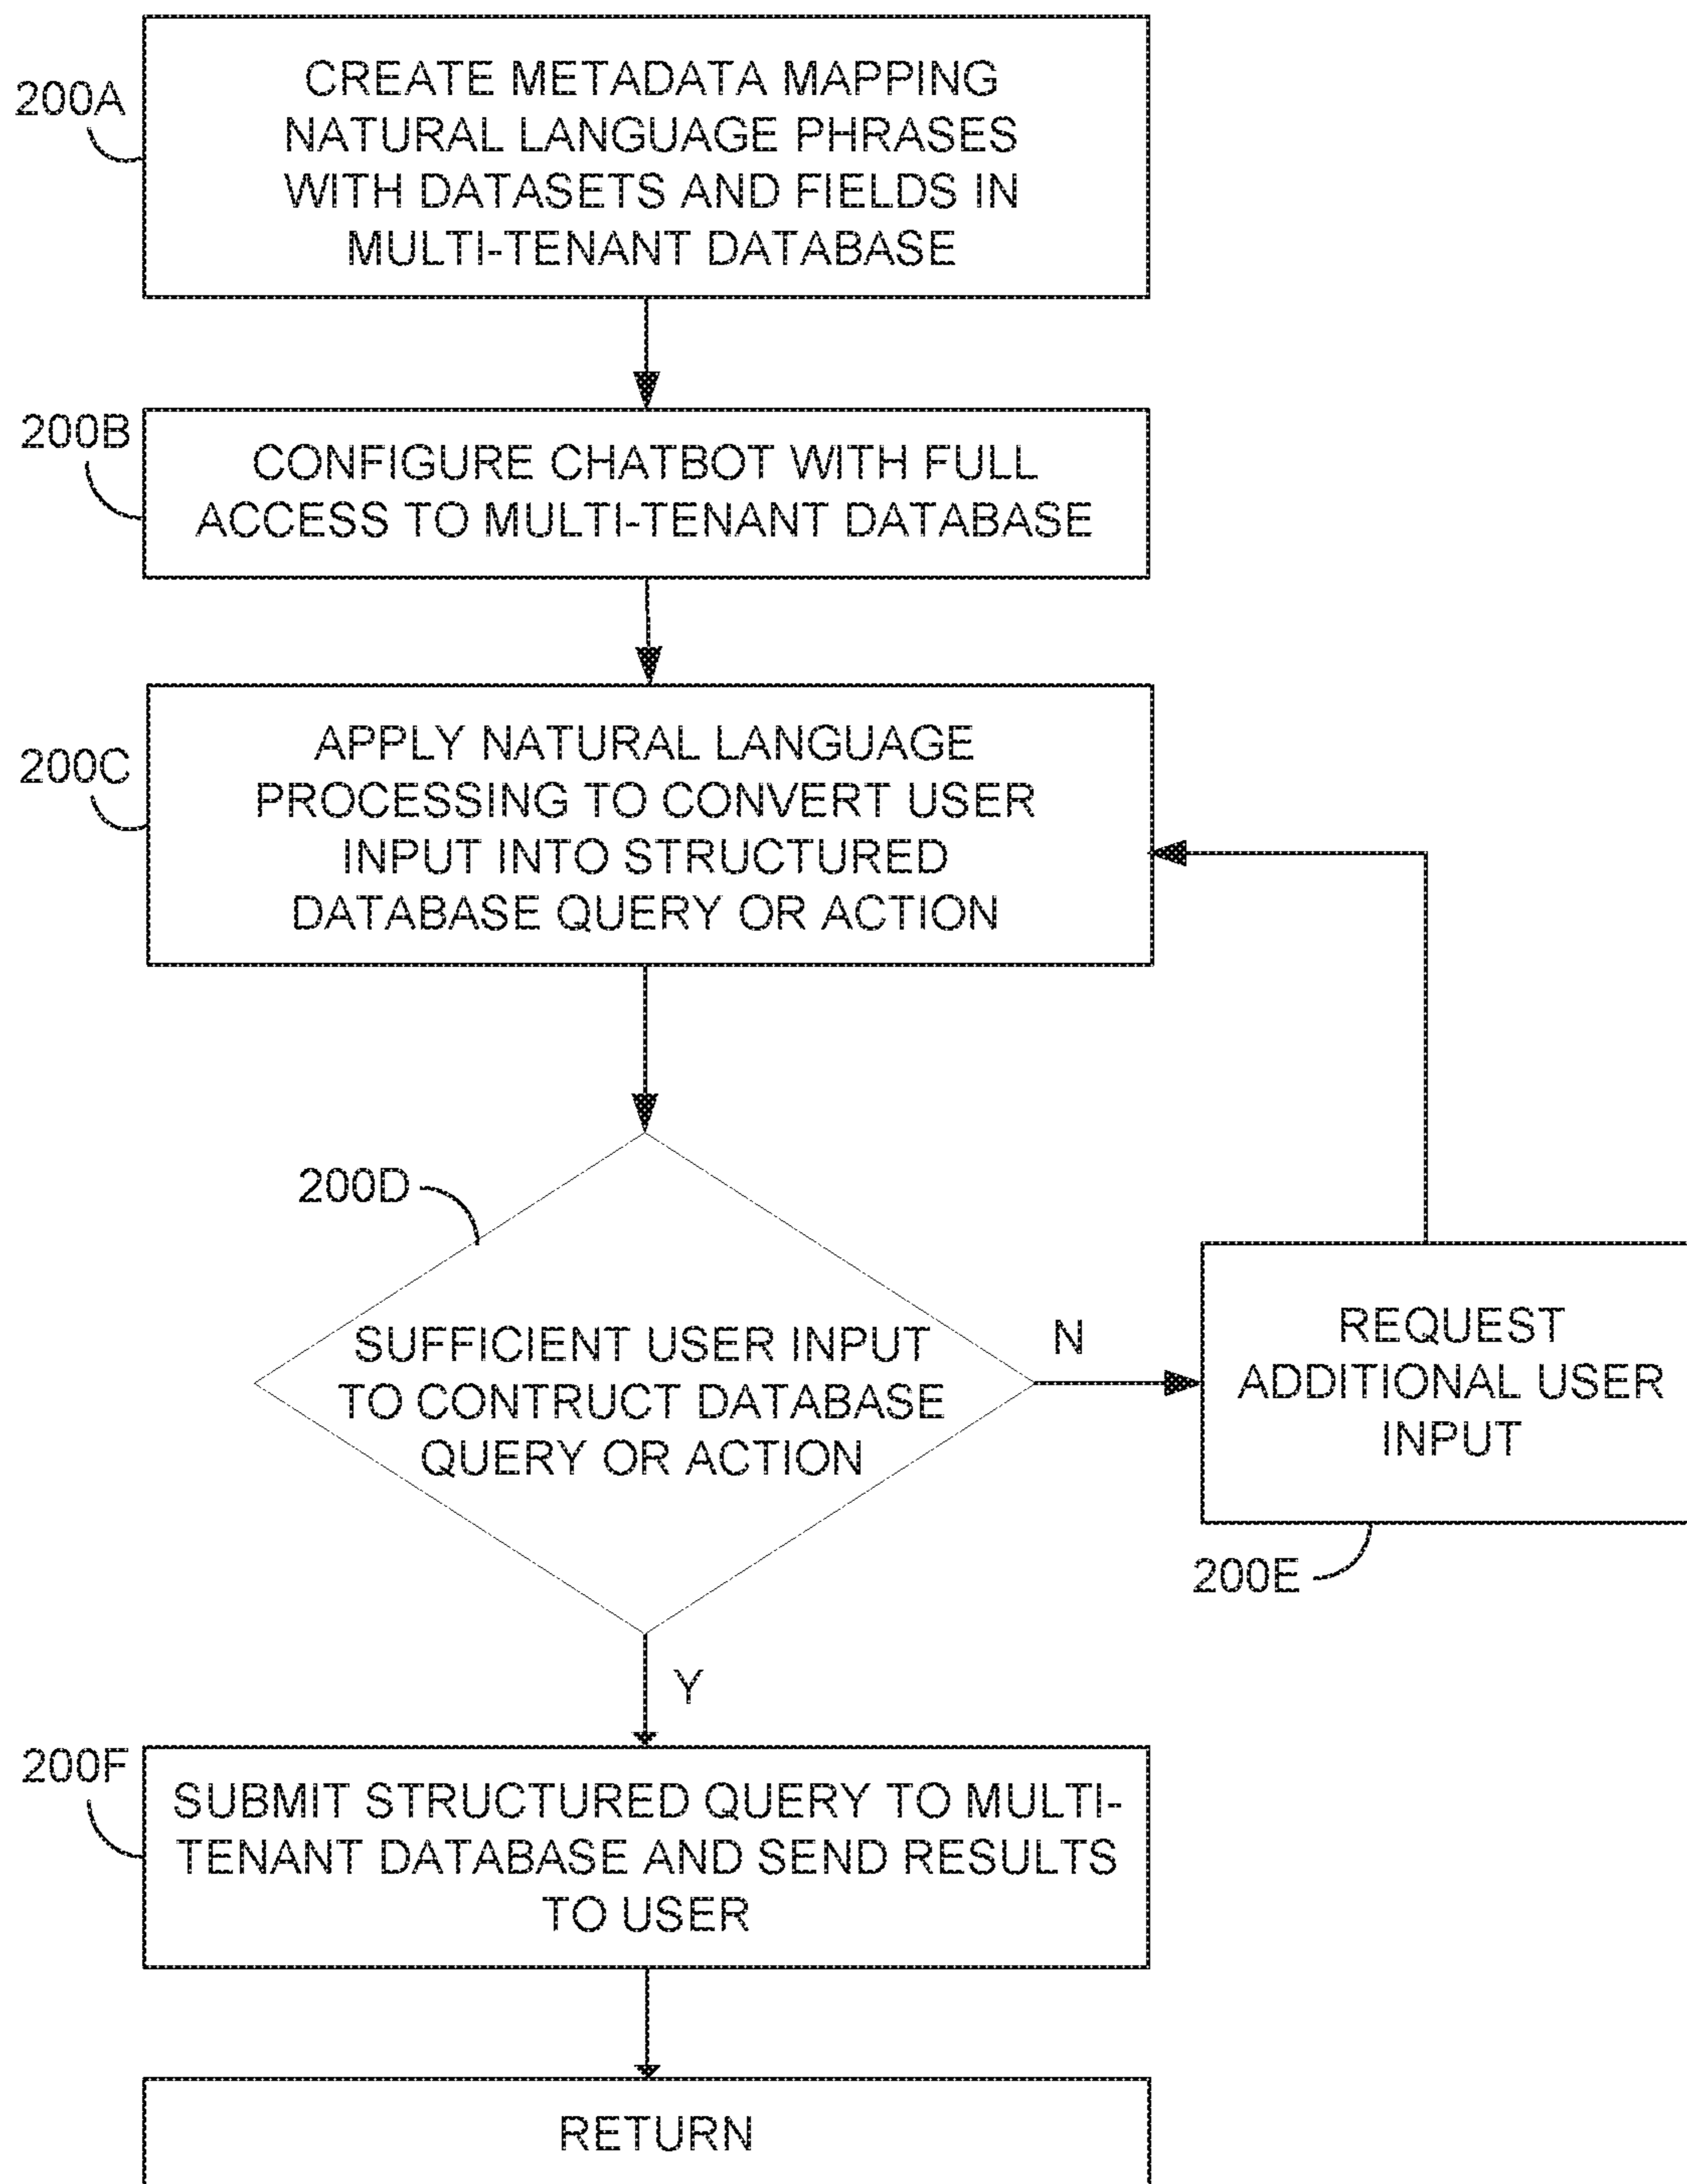 200A
CREATE METADATA MAPPING
NATURAL LANGUAGE PHRASES
WITH DATASETS AND FIELDS IN
MULTI-TENANT DATABASE
200B
CONFIGURE CHATBOT WITH FULL
ACCESS TO MULTI-TENANT DATABASE
200C
APPLY NATURAL LANGUAGE
PROCESSING TO CONVERT USER
INPUT INTO STRUCTURED
DATABASE QUERY OR ACTION
200D
SUFFICIENT USER INPUT
TO CONTRUCT DATABASE
QUERY OR ACTION
N
REQUEST
ADDITIONAL USER
INPUT
200E
Y
200F
SUBMIT STRUCTURED QUERY TO MULTI-
TENANT DATABASE AND SEND RESULTS
TO USER
RETURN